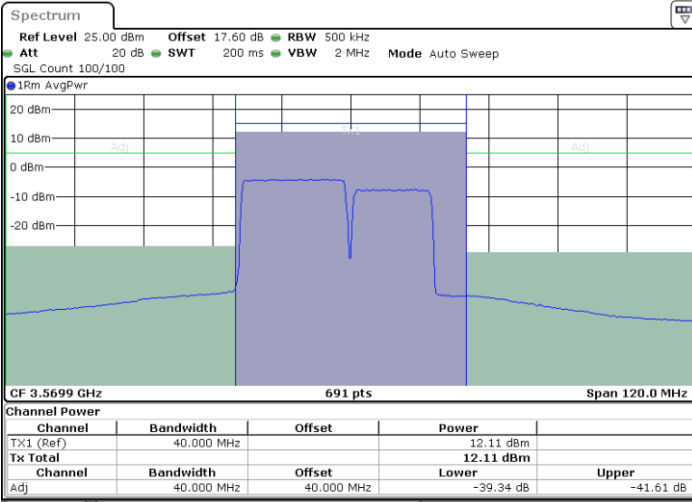 Spectrum
Ref Level 25.00 dBm Offset 17.60 dB RBW 500 kHz
Att 20 dB SWT 200 ms VBW 2 MHz Mode Auto Sweep
SGL Count 100/100
1Rm AvgPwr
20 dBm
TX1
10 dBm
Adj Adj
0 dBm
-10 dBm
-20 dBm
CF 3.5699 GHz 691 pts Span 120.0 MHz
Channel Power
Channel Bandwidth Offset Power
TX1 (Ref) 40.000 MHz 12.11 dBm
Tx Total 12.11 dBm
Channel Bandwidth Offset Lower Upper
Adj 40.000 MHz 40.000 MHz -39.34 dB -41.61 dB